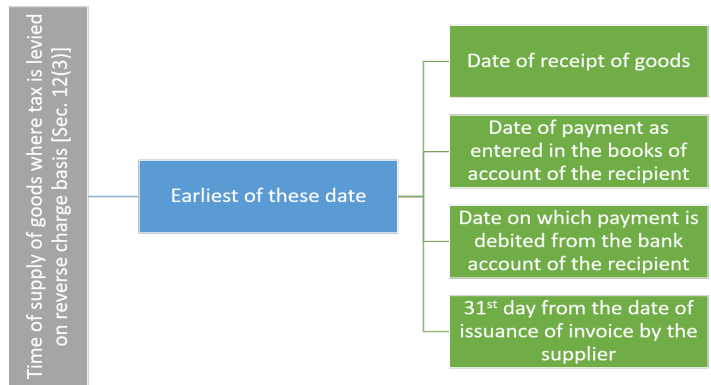 Time of supply of goods where tax is levied
on reverse charge basis [Sec. 12(3)]
Earliest of these date
Date of receipt of goods
Date of payment as
entered in the books of
account of the recipient
Date on which payment is
debited from the bank
account of the recipient
31st day from the date of
issuance of invoice by the
supplier